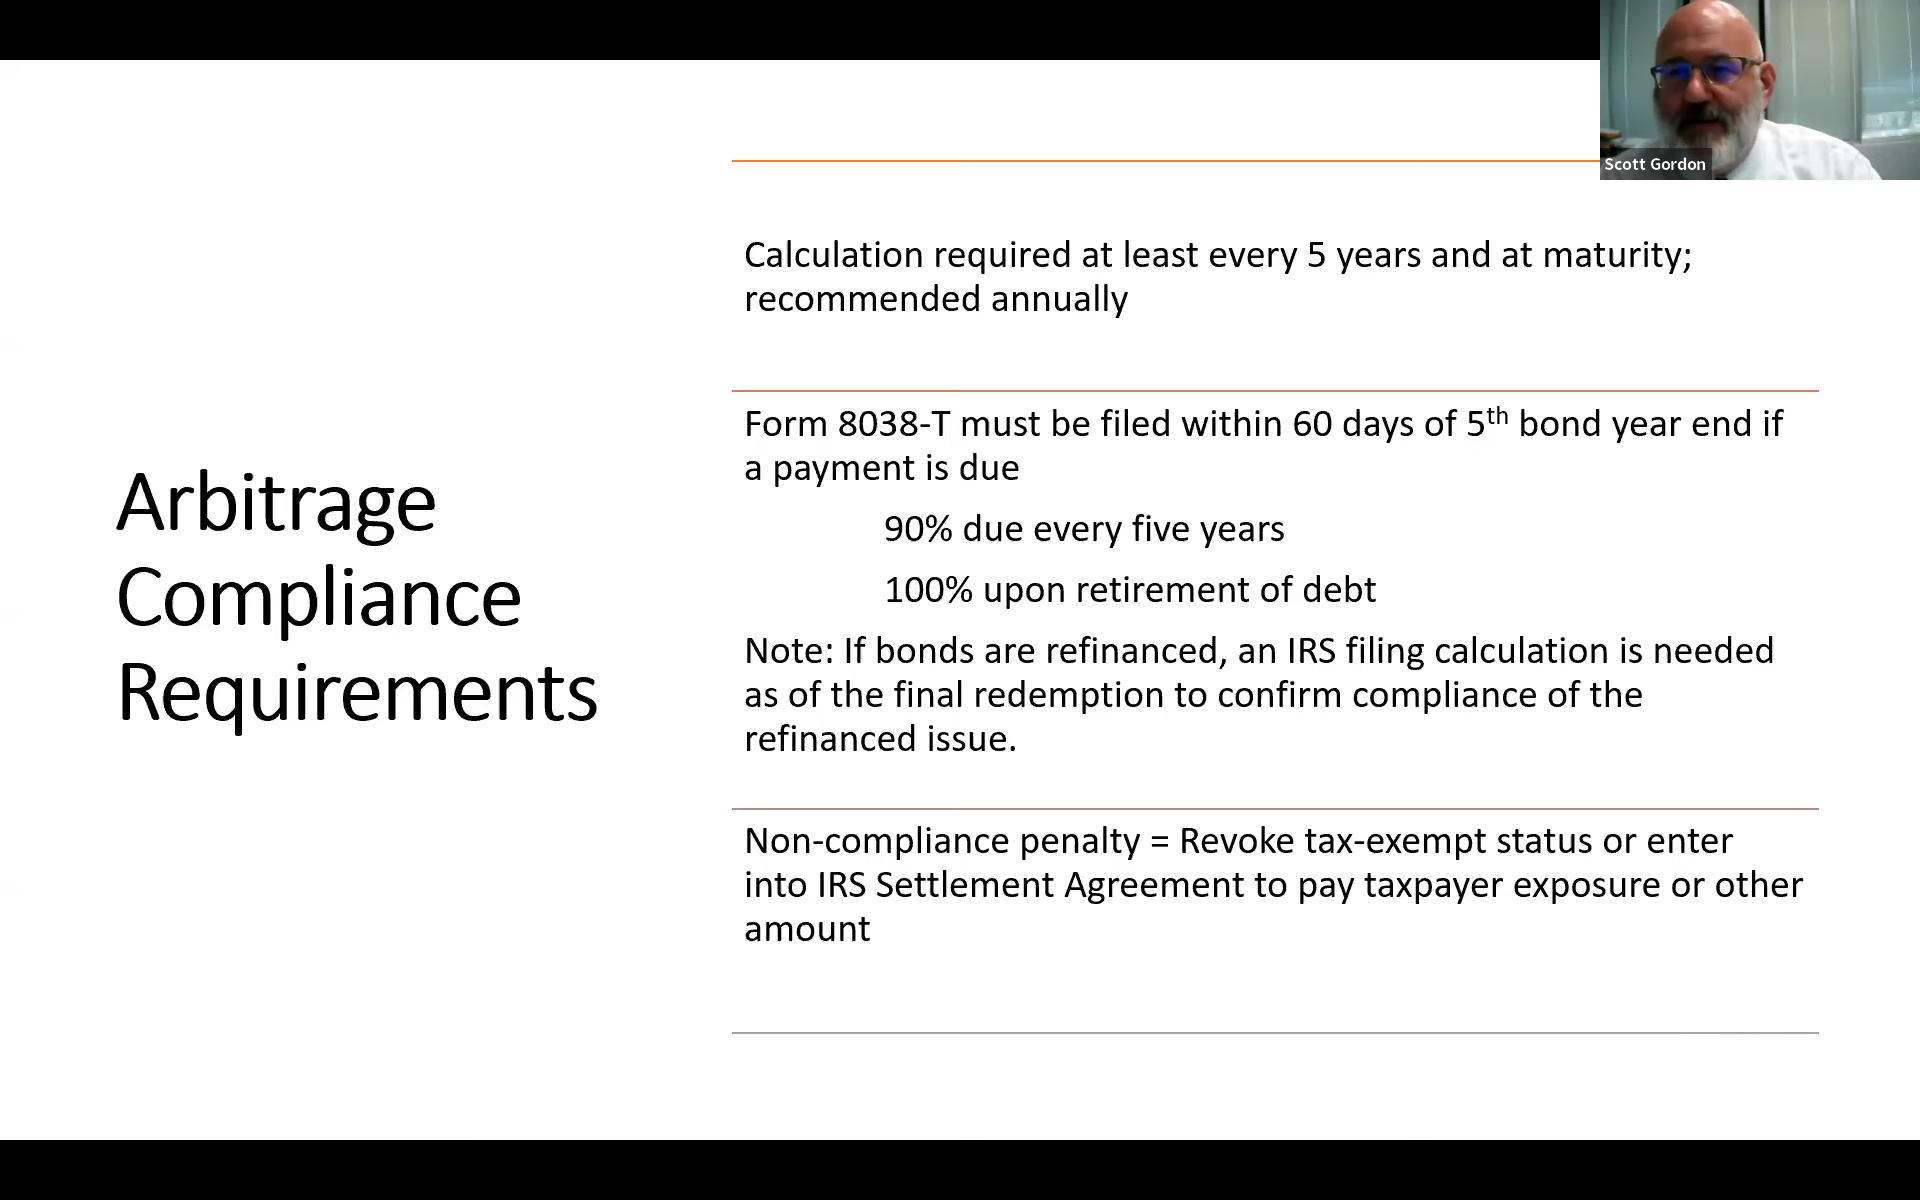 Scott Gordon
Arbitrage
Compliance
Requirements
Calculation required at least every 5 years and at maturity;
recommended annually
Form 8038-T must be filed within 60 days of 5th bond year end if
a payment is due
90% due every five years
100% upon retirement of debt
Note: If bonds are refinanced, an IRS filing calculation is needed
as of the final redemption to confirm compliance of the
refinanced issue.
Non-compliance penalty = Revoke tax-exempt status or enter
into IRS Settlement Agreement to pay taxpayer exposure or other
amount